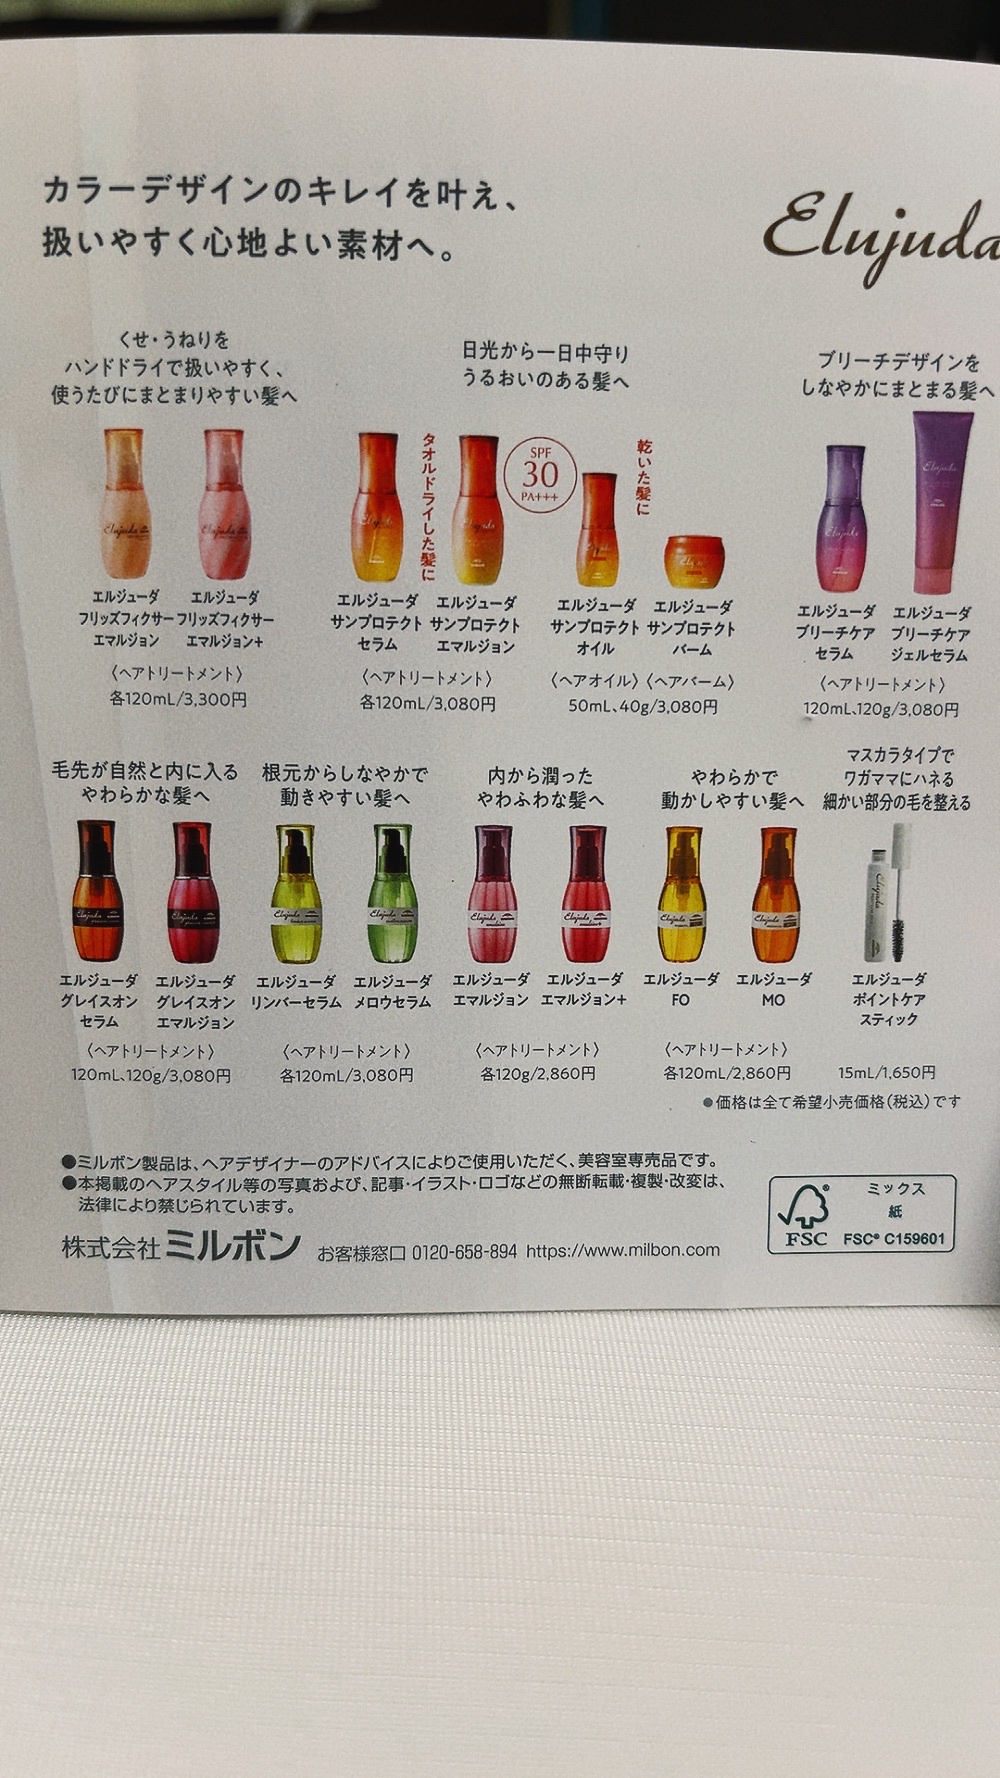 カラーデザインのキレイを叶え、
扱いやすく心地よい素材へ。
Elujuda
くせ・うねりを
ハンドドライで扱いやすく、
使うたびにまとまりやすい髪へ
エルジューダ
フリッズフィクサー
エマルジョン
エルジューダ
フリッズフィクサー
エマルジョン+
〈ヘアトリートメント〉
各120mL/3,300円
日光から一日中守り
うるおいのある髪へ
タオルドライした髪に
SPF
30
PA+++
乾いた髪に
エルジューダ
サンプロテクト
セラム
エルジューダ
サンプロテクト
エマルジョン
〈ヘアトリートメント〉
各120mL/3,080円
エルジューダ
サンプロテクト
オイル
エルジューダ
サンプロテクト
バーム
〈ヘアオイル〉〈ヘアバーム〉
50mL、40g/3,080円
ブリーチデザインを
しなやかにまとまる髪へ
エルジューダ
ブリーチケア
セラム
エルジューダ
ブリーチケア
ジェルセラム
〈ヘアトリートメント〉
120mL、120g/3,080円
毛先が自然と内に入る
やわらかな髪へ
エルジューダ
グレイスオン
セラム
エルジューダ
グレイスオン
エマルジョン
〈ヘアトリートメント〉
120mL、120g/3,080円
根元からしなやかで
動きやすい髪へ
エルジューダ
リンバーセラム
エルジューダ
メロウセラム
〈ヘアトリートメント〉
各120mL/3,080円
内から潤った
やわふわな髪へ
エルジューダ
エマルジョン
エルジューダ
エマルジョン+
〈ヘアトリートメント〉
各120g/2,860円
やわらかで
動かしやすい髪へ
エルジューダ
FO
エルジューダ
MO
〈ヘアトリートメント〉
各120mL/2,860円
マスカラタイプで
ワガママにハネる
細かい部分の毛を整える
エルジューダ
ポイントケア
スティック
15mL/1,650円
●価格は全て希望小売価格(税込)です
●ミルボン製品は、ヘアデザイナーのアドバイスによりご使用いただく、美容室専売品です。
●本掲載のヘアスタイル等の写真および、記事・イラスト・ロゴなどの無断転載・複製・改変は、
法律により禁じられています。
株式会社ミルボン お客様窓口 0120-658-894 https://www.milbon.com
FSC
ミックス
紙
FSC® C159601